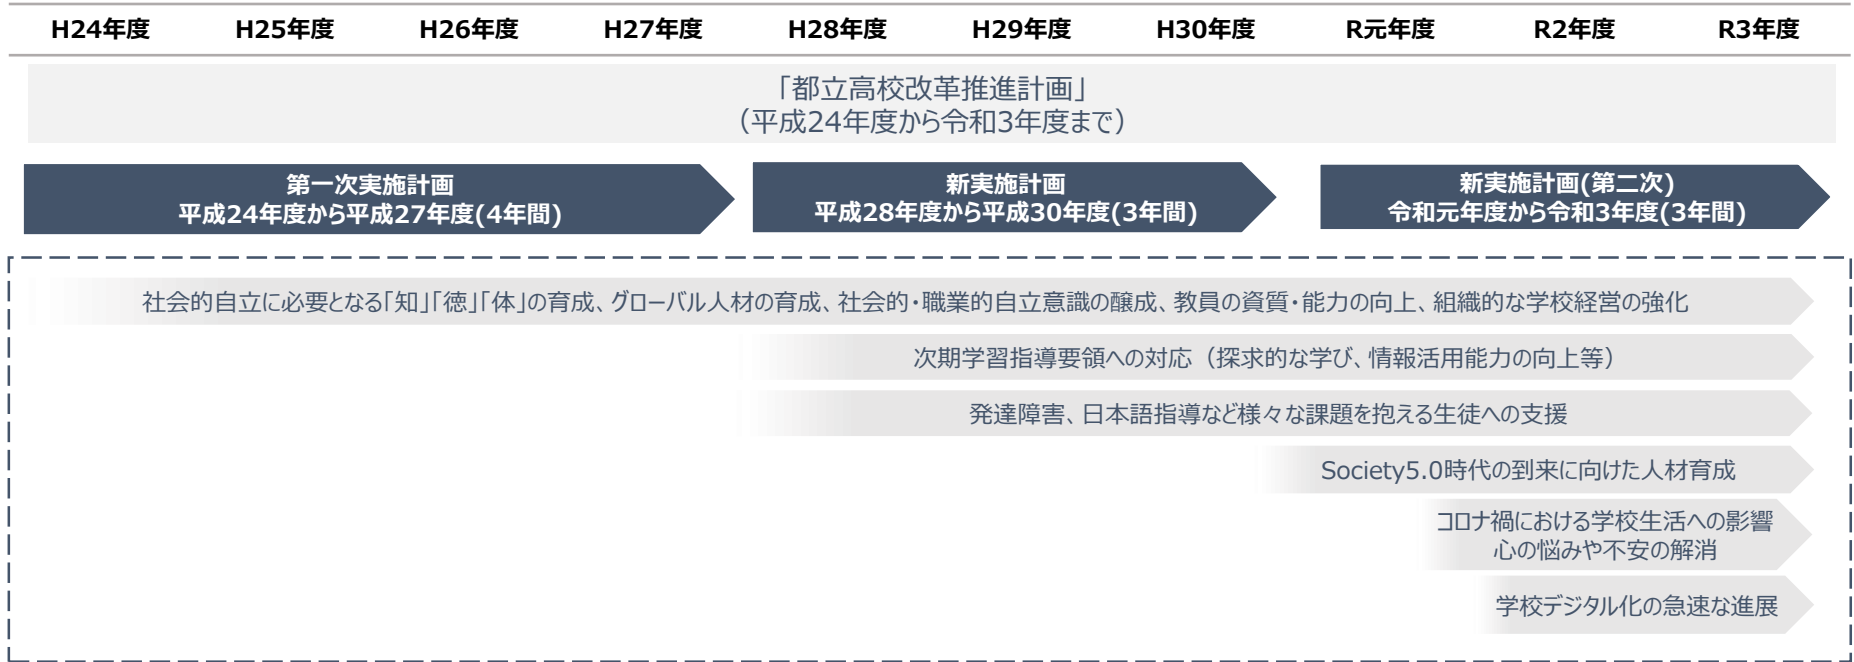 H24年度 H25年度 H26年度 H27年度 H28年度 H29年度 H30年度 R元年度 R2年度 R3年度
「都立高校改革推進計画」
（平成24年度から令和3年度まで）
第一次実施計画
平成24年度から平成27年度(4年間)
新実施計画
平成28年度から平成30年度(3年間)
新実施計画(第二次)
令和元年度から令和3年度(3年間)
社会的自立に必要となる「知」「徳」「体」の育成、グローバル人材の育成、社会的・職業的自立意識の醸成、教員の資質・能力の向上、組織的な学校経営の強化
次期学習指導要領への対応（探求的な学び、情報活用能力の向上等）
発達障害、日本語指導など様々な課題を抱える生徒への支援
Society5.0時代の到来に向けた人材育成
コロナ禍における学校生活への影響
心の悩みや不安の解消
学校デジタル化の急速な進展